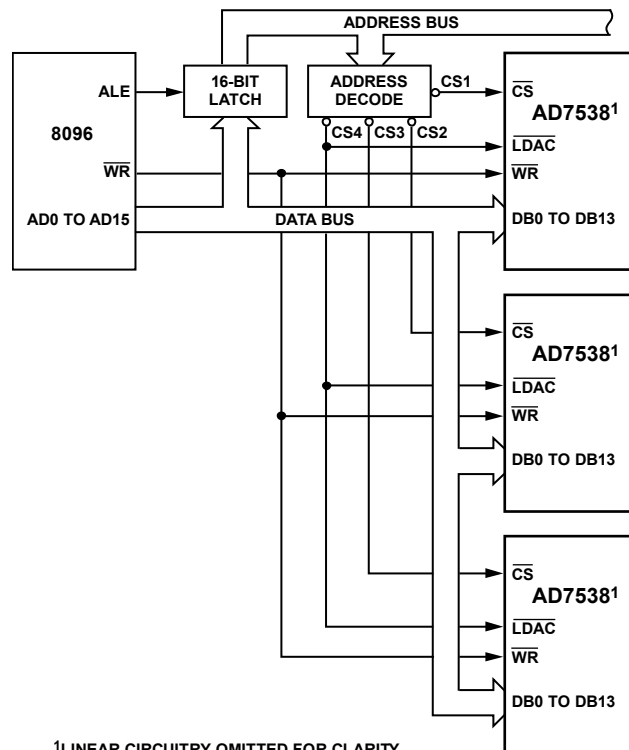 ADDRESS BUS
ALE
16-BIT
LATCH
ADDRESS
DECODE
CS1
CS
AD7538¹
8096
CS4
CS3
CS2
LDAC
WR
WR
AD0 TO AD15
DATA BUS
DB0 TO DB13
CS
AD7538¹
LDAC
WR
DB0 TO DB13
CS
AD7538¹
LDAC
WR
DB0 TO DB13
¹LINEAR CIRCUITRY OMITTED FOR CLARITY